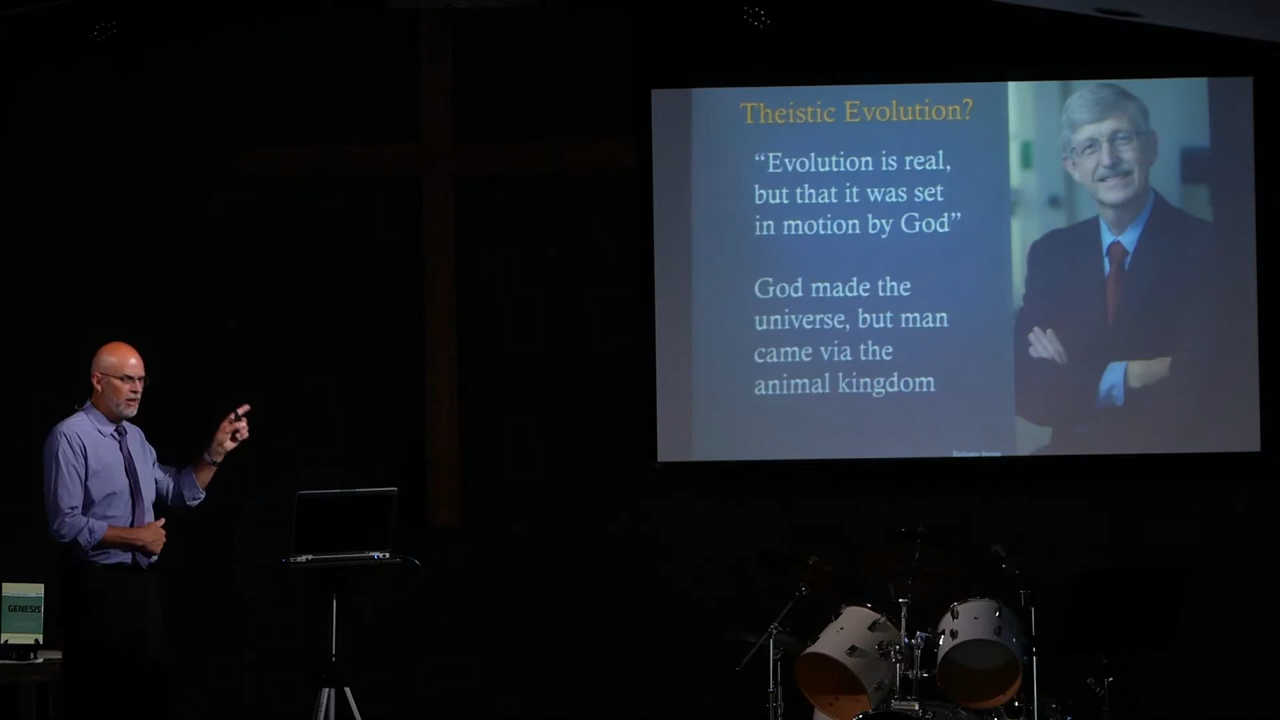 Theistic Evolution?
“Evolution is real,
but that it was set
in motion by God”
God made the
universe, but man
came via the
animal kingdom
GENESIS